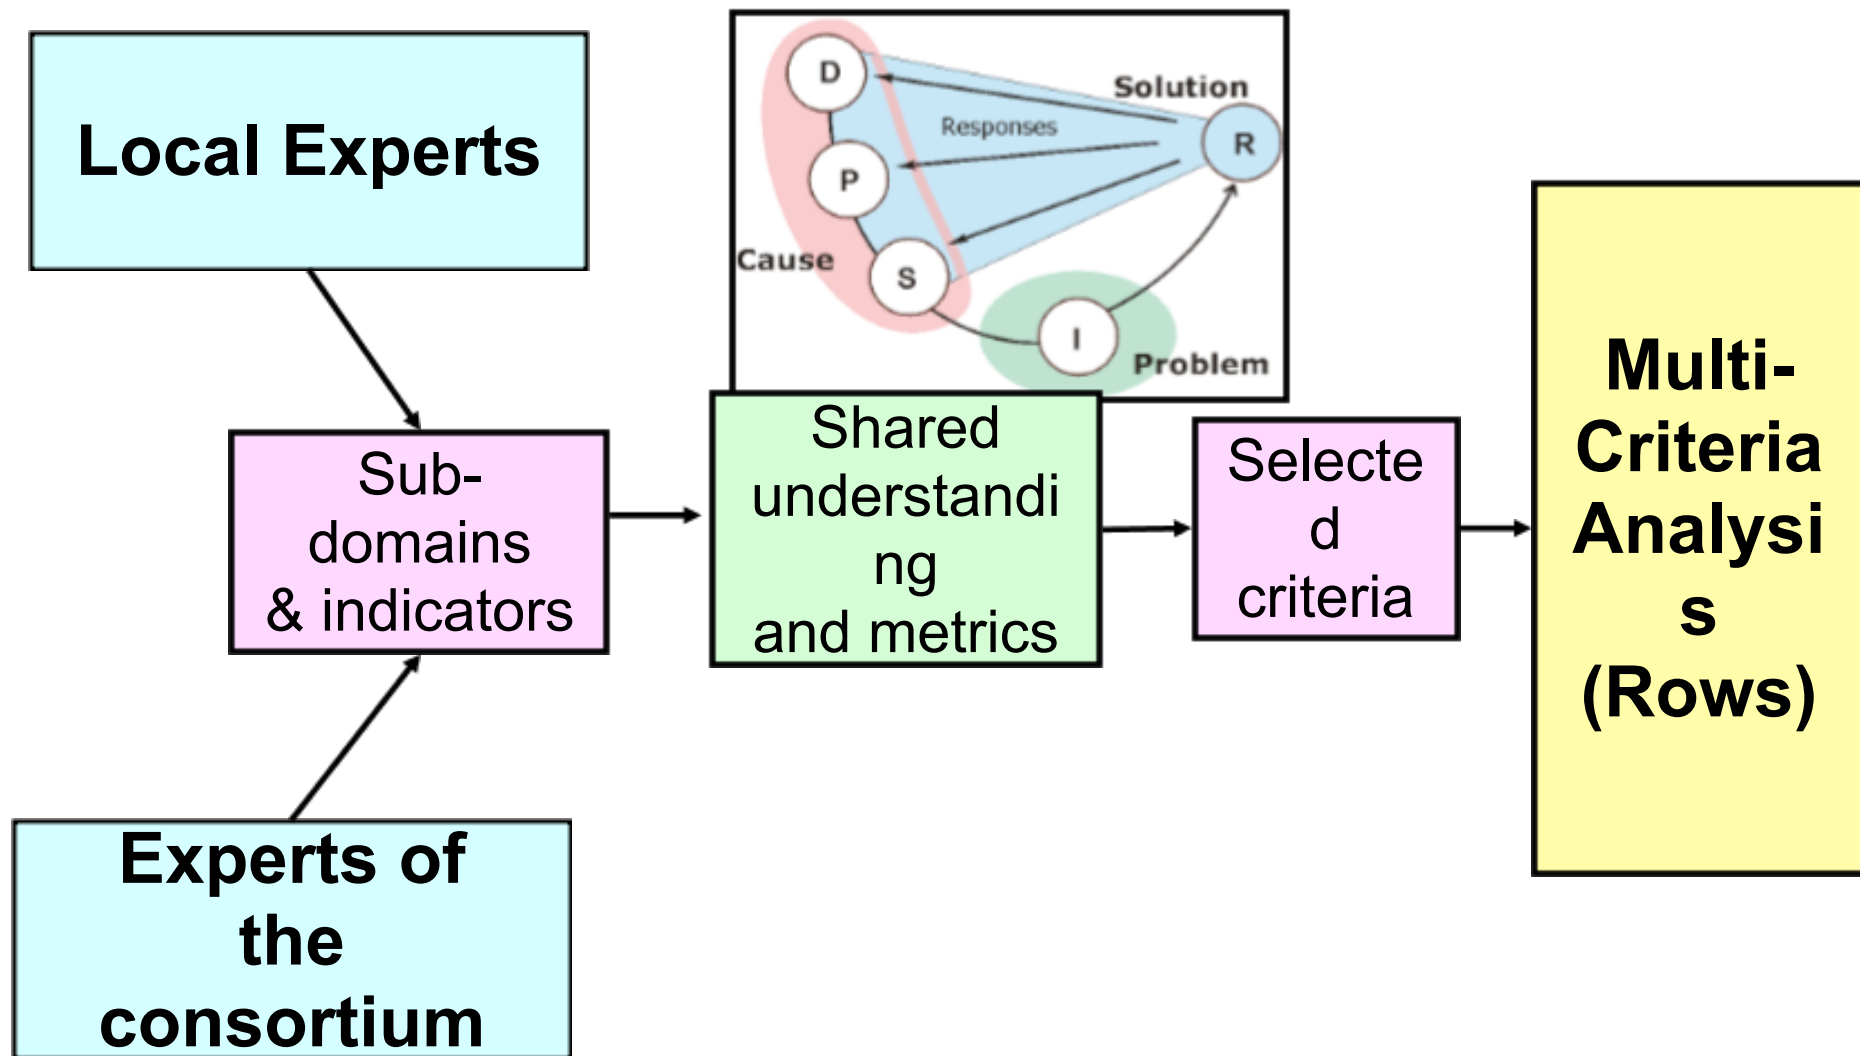 Local Experts
D
P
S
I
R
Solution
Responses
Cause
Problem
Sub-
domains
& indicators
Shared
understandi
ng
and metrics
Selecte
d
criteria
Multi-
Criteria
Analysi
s
(Rows)
Experts of
the
consortium